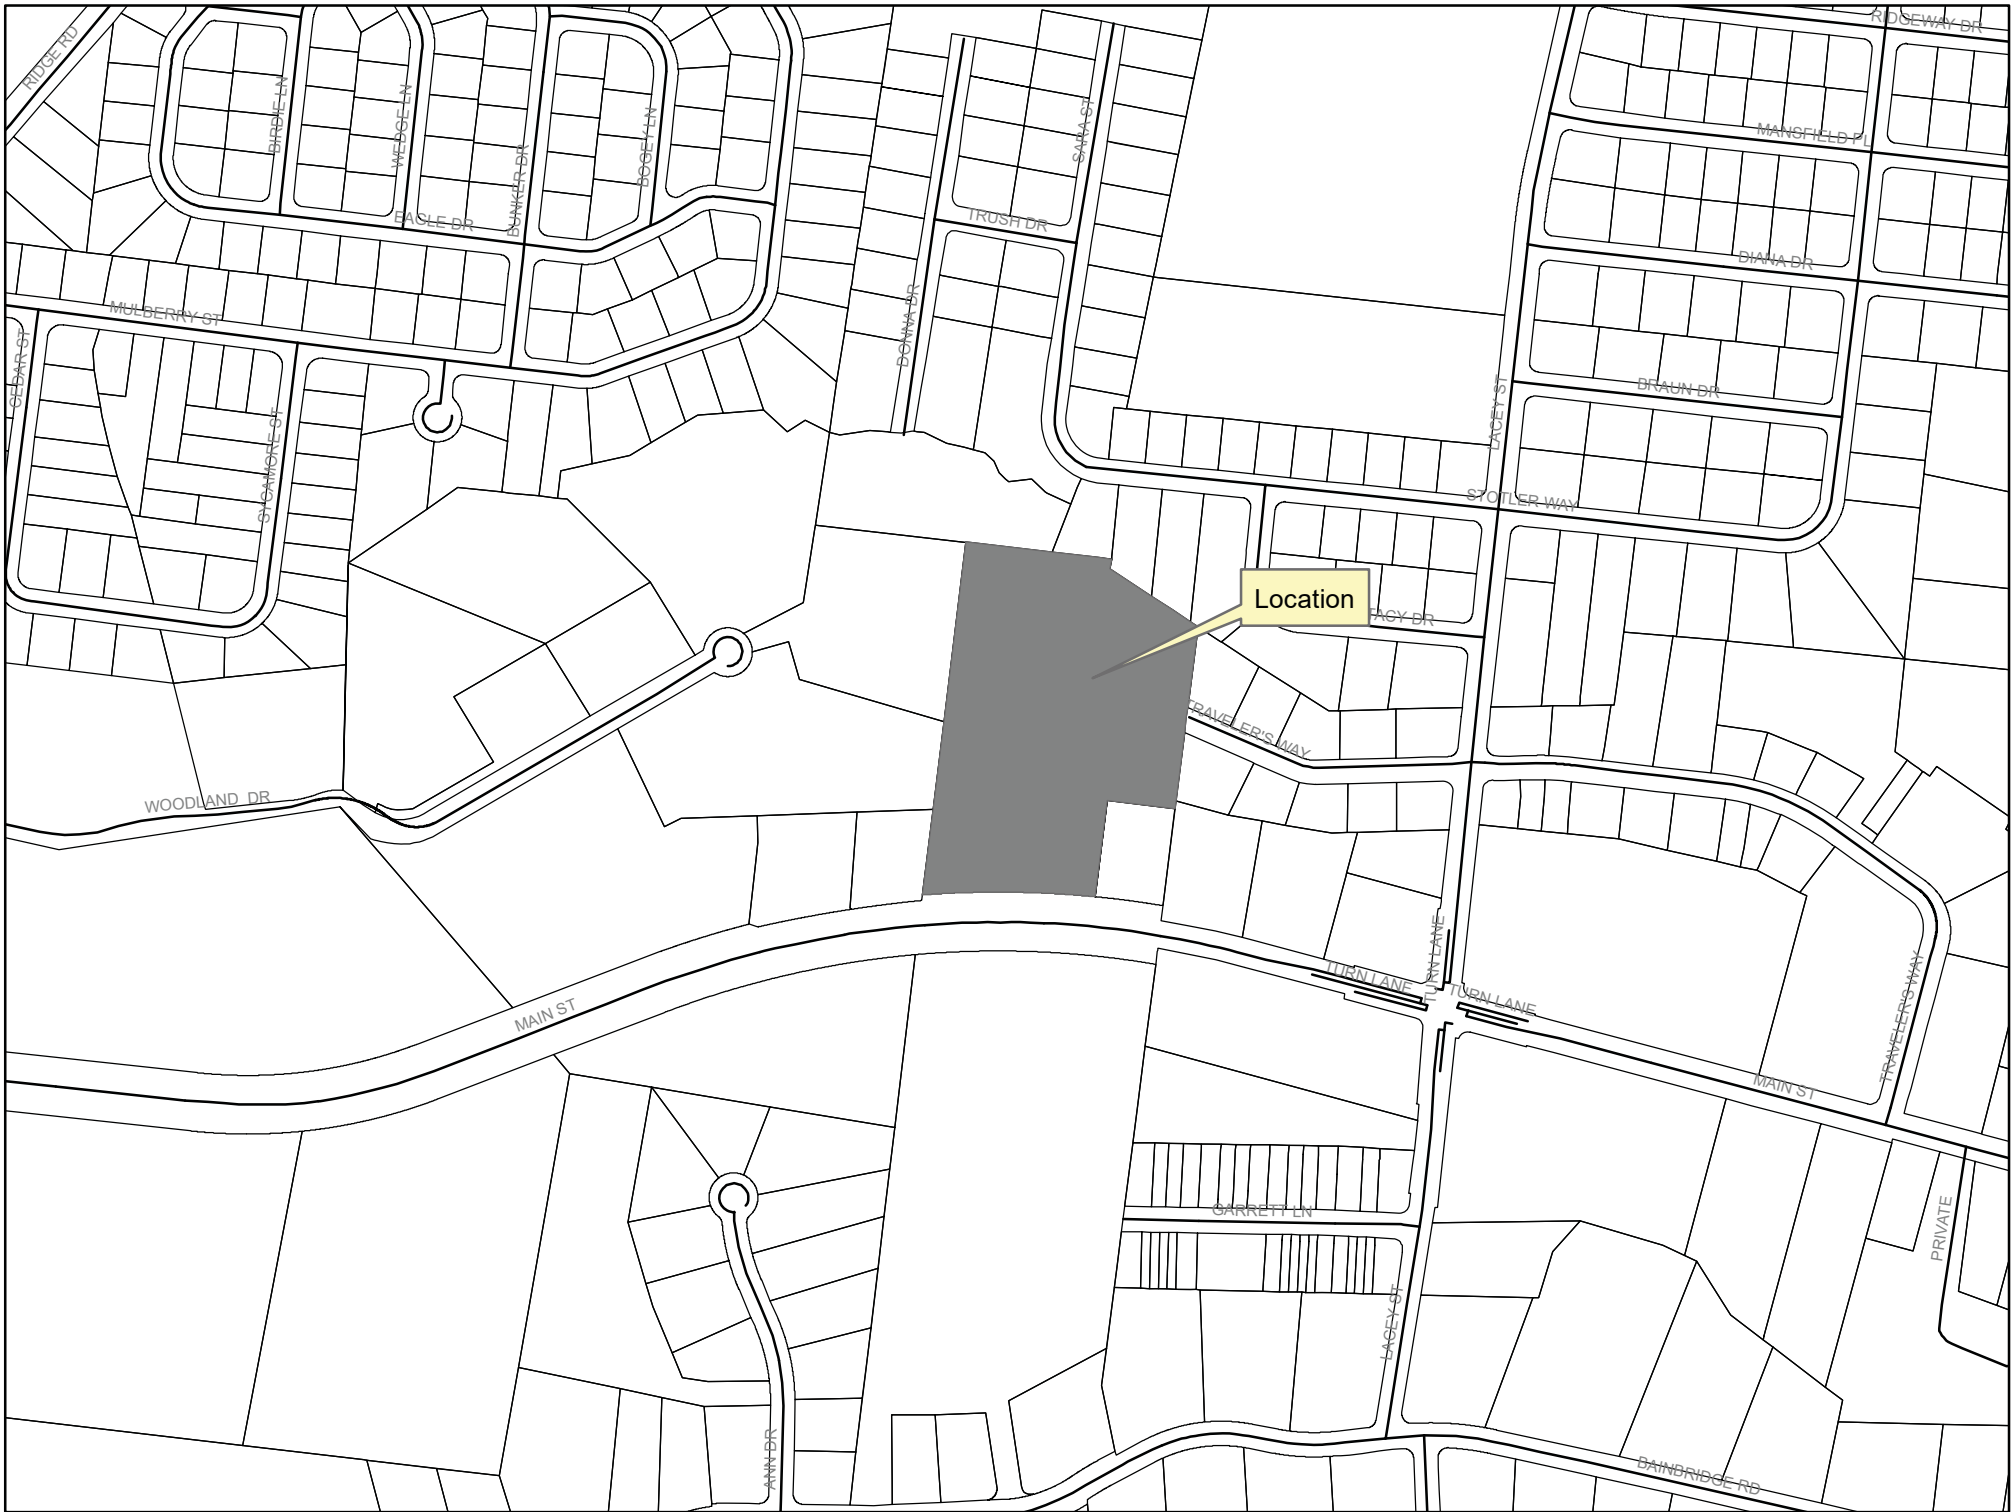 RIDGEWAY DR
RIDGE RD
BIRDIE LN
WEDGE LN
BUNKER DR
BOGEY LN
SARA ST
MANSFIELD PL
EAGLE DR
TRUSH DR
DIANA DR
MULBERRY ST
DONNA DR
CEDAR ST
SYCAMORE ST
LACEY ST
BRAUN DR
STOTLER WAY
Location
TACY DR
TRAVELER'S WAY
WOODLAND DR
TURN LANE
TURN LANE
TURN LANE
MAIN ST
TRAVELER'S WAY
MAIN ST
GARRETT LN
PRIVATE
LACEY ST
ANN DR
BAINBRIDGE RD